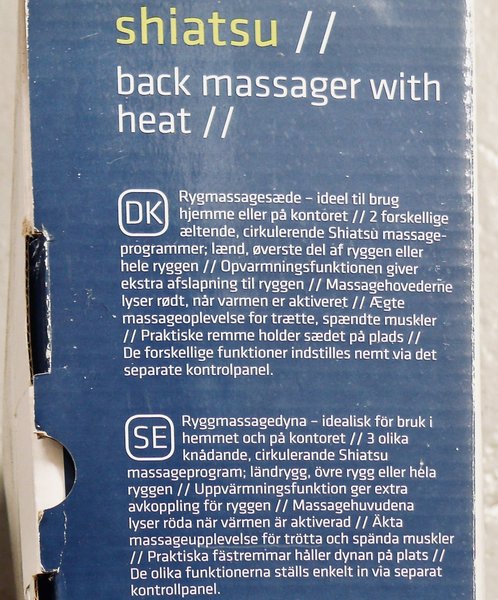 shiatsu //
back massager with
heat //
DK
Rygmassagesæde – ideel til brug
hjemme eller på kontoret // 2 forskellige
æltende, cirkulerende Shiatsu massage-
programmer; lænd, øverste del af ryggen eller
hele ryggen // Opvarmningsfunktionen giver
ekstra afslapning til ryggen // Massagehovederne
lyser rødt, når varmen er aktiveret // Ægte
massageoplevelse for trætte, spændte muskler
// Praktiske remme holder sædet på plads //
De forskellige funktioner indstilles nemt via det
separate kontrolpanel.
SE
Ryggmassagedyna – idealisk för bruk i
hemmet och på kontoret // 3 olika
knådande, cirkulerande Shiatsu
massageprogram; ländrygg, övre rygg eller hela
ryggen // Uppvärmningsfunktion ger extra
avkoppling för ryggen // Massagehuvudena
lyser röda när värmen är aktiverad // Äkta
massageupplevelse för trötta och spända muskler
// Praktiska fästremmar håller dynan på plats //
De olika funktionerna ställs enkelt in via separat
kontrollpanel.